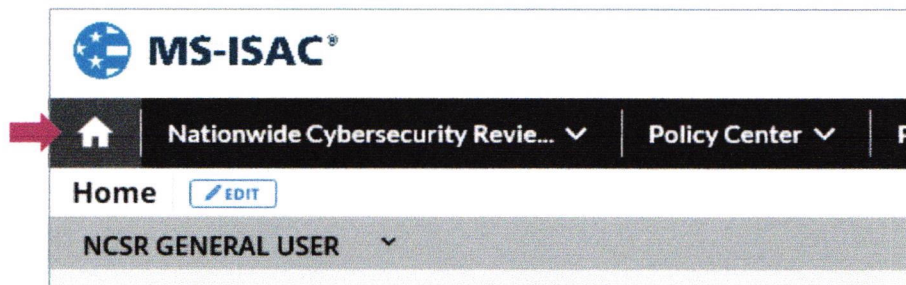 MS-ISAC®
Nationwide Cybersecurity Revie... Policy Center P
Home EDIT
NCSR GENERAL USER